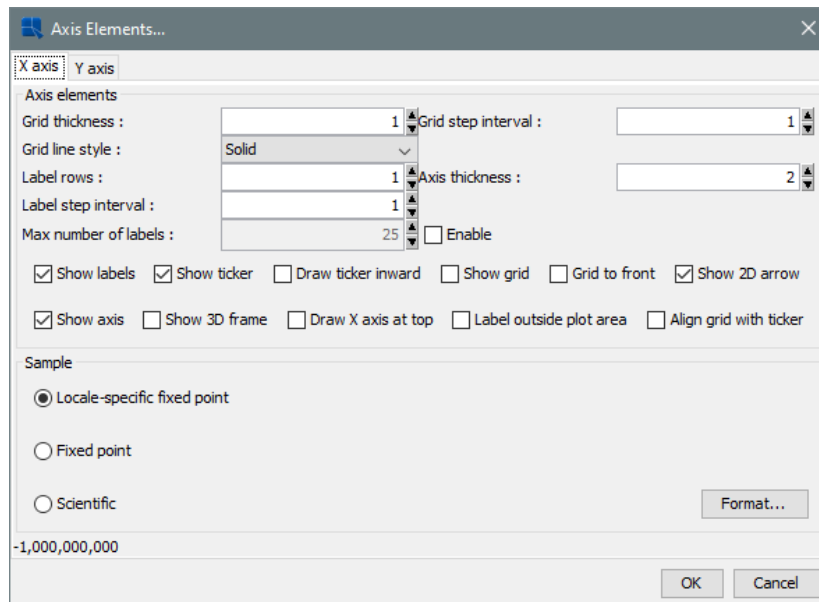 Axis Elements...
X axis Y axis
Axis elements
Grid thickness : 1 Grid step interval : 1
Grid line style : Solid
Label rows : 1 Axis thickness : 2
Label step interval : 1
Max number of labels : 25 Enable
Show labels Show ticker Draw ticker inward Show grid Grid to front Show 2D arrow
Show axis Show 3D frame Draw X axis at top Label outside plot area Align grid with ticker
Sample
Locale-specific fixed point
Fixed point
Scientific Format...
-1,000,000,000
OK Cancel